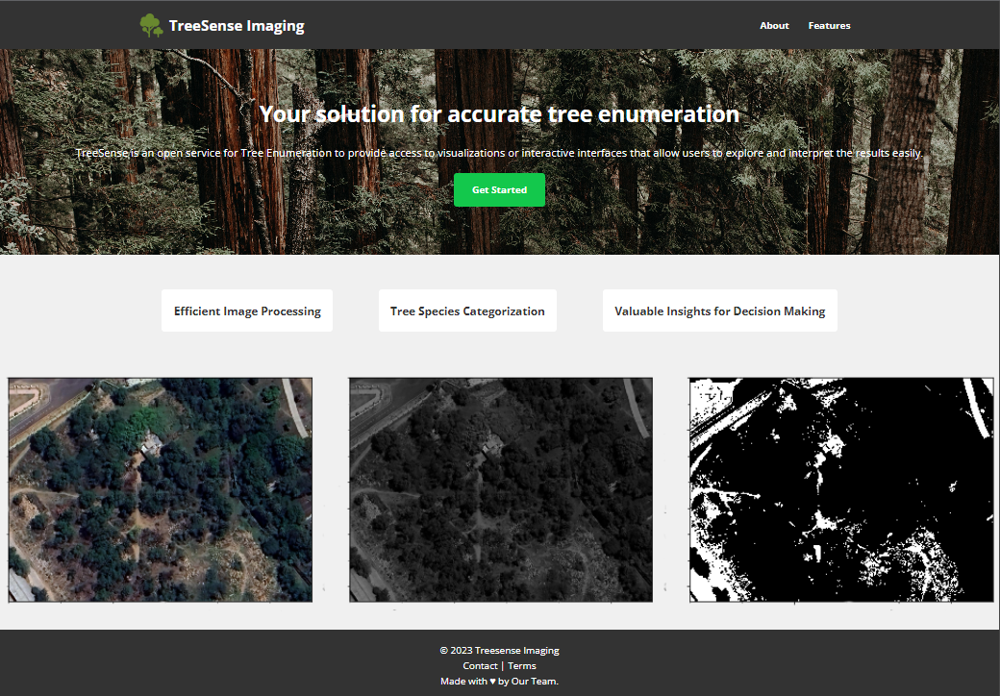 TreeSense Imaging
About
Features
Your solution for accurate tree enumeration
TreeSense is an open service for Tree Enumeration to provide access to visualizations or interactive interfaces that allow users to explore and interpret the results easily.
Get Started
Efficient Image Processing
Tree Species Categorization
Valuable Insights for Decision Making
© 2023 Treesense Imaging
Contact | Terms
Made with ♥ by Our Team.